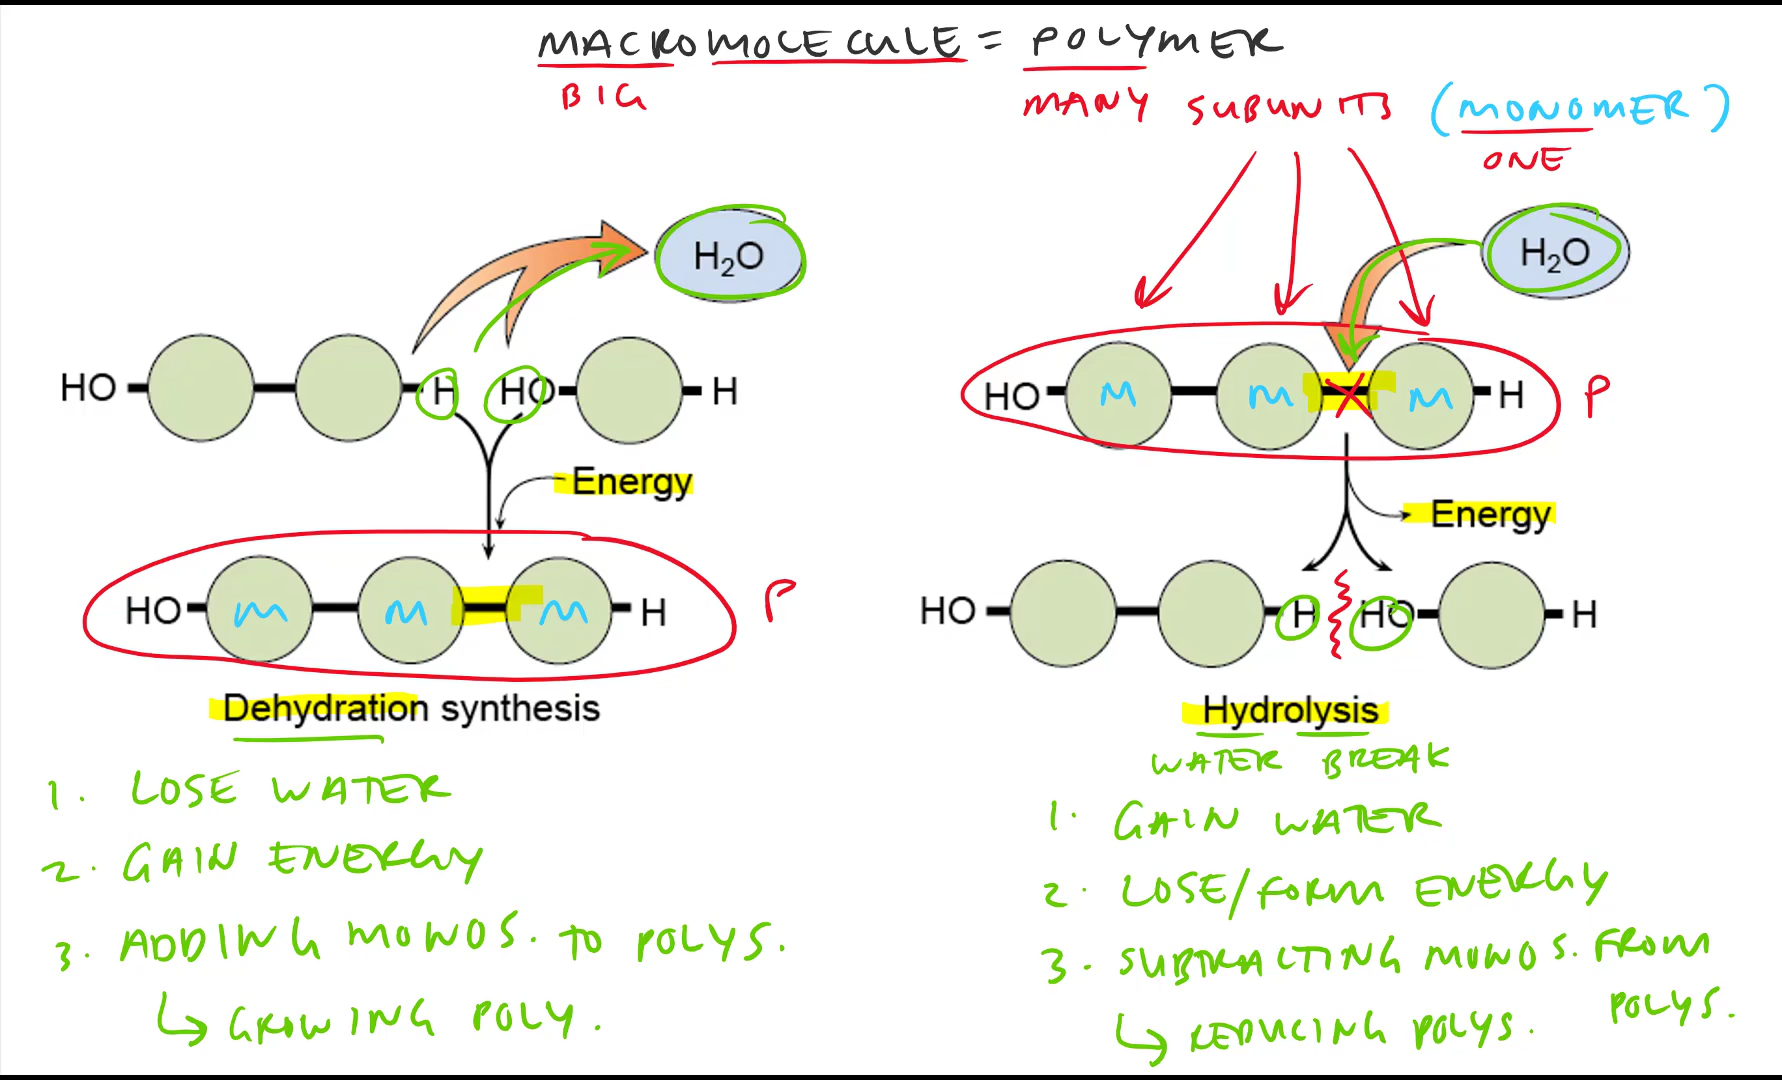 MACROMOLECULE = POLYMER
BIG
MANY SUBUNITS (MONOMER)
ONE
H₂O
HO H HO H
Energy
HO m m m H P
Dehydration synthesis
1. LOSE WATER
2. GAIN ENERGY
3. ADDING MONOS. TO POLYS.
↳ GROWING POLY.
H₂O
HO M m m H P
Energy
HO H HO H
Hydrolysis
WATER BREAK
1. GAIN WATER
2. LOSE/FORM ENERGY
3. SUBTRACTING MONOS. FROM
POLYS.
↳ REDUCING POLYS.